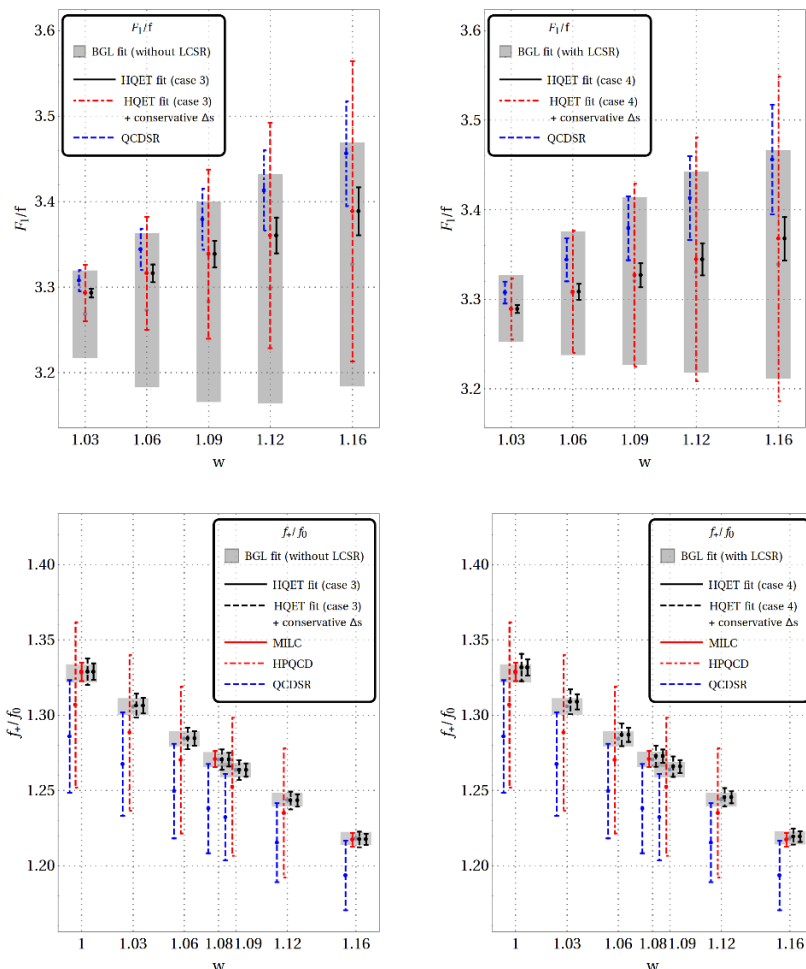 F₁/f
BGL fit (without LCSR)
HQET fit (case 3)
HQET fit (case 3)
+ conservative Δs
QCDSR
F₁/f
3.6
3.5
3.4
3.3
3.2
1.03 1.06 1.09 1.12 1.16
w
F₁/f
BGL fit (with LCSR)
HQET fit (case 4)
HQET fit (case 4)
+ conservative Δs
QCDSR
F₁/f
3.6
3.5
3.4
3.3
3.2
1.03 1.06 1.09 1.12 1.16
w
f₊/f₀
BGL fit (without LCSR)
HQET fit (case 3)
HQET fit (case 3)
+ conservative Δs
MILC
HPQCD
QCDSR
f₊/f₀
1.40
1.35
1.30
1.25
1.20
1 1.03 1.06 1.08 1.09 1.12 1.16
w
f₊/f₀
BGL fit (with LCSR)
HQET fit (case 4)
HQET fit (case 4)
+ conservative Δs
MILC
HPQCD
QCDSR
f₊/f₀
1.40
1.35
1.30
1.25
1.20
1 1.03 1.06 1.08 1.09 1.12 1.16
w